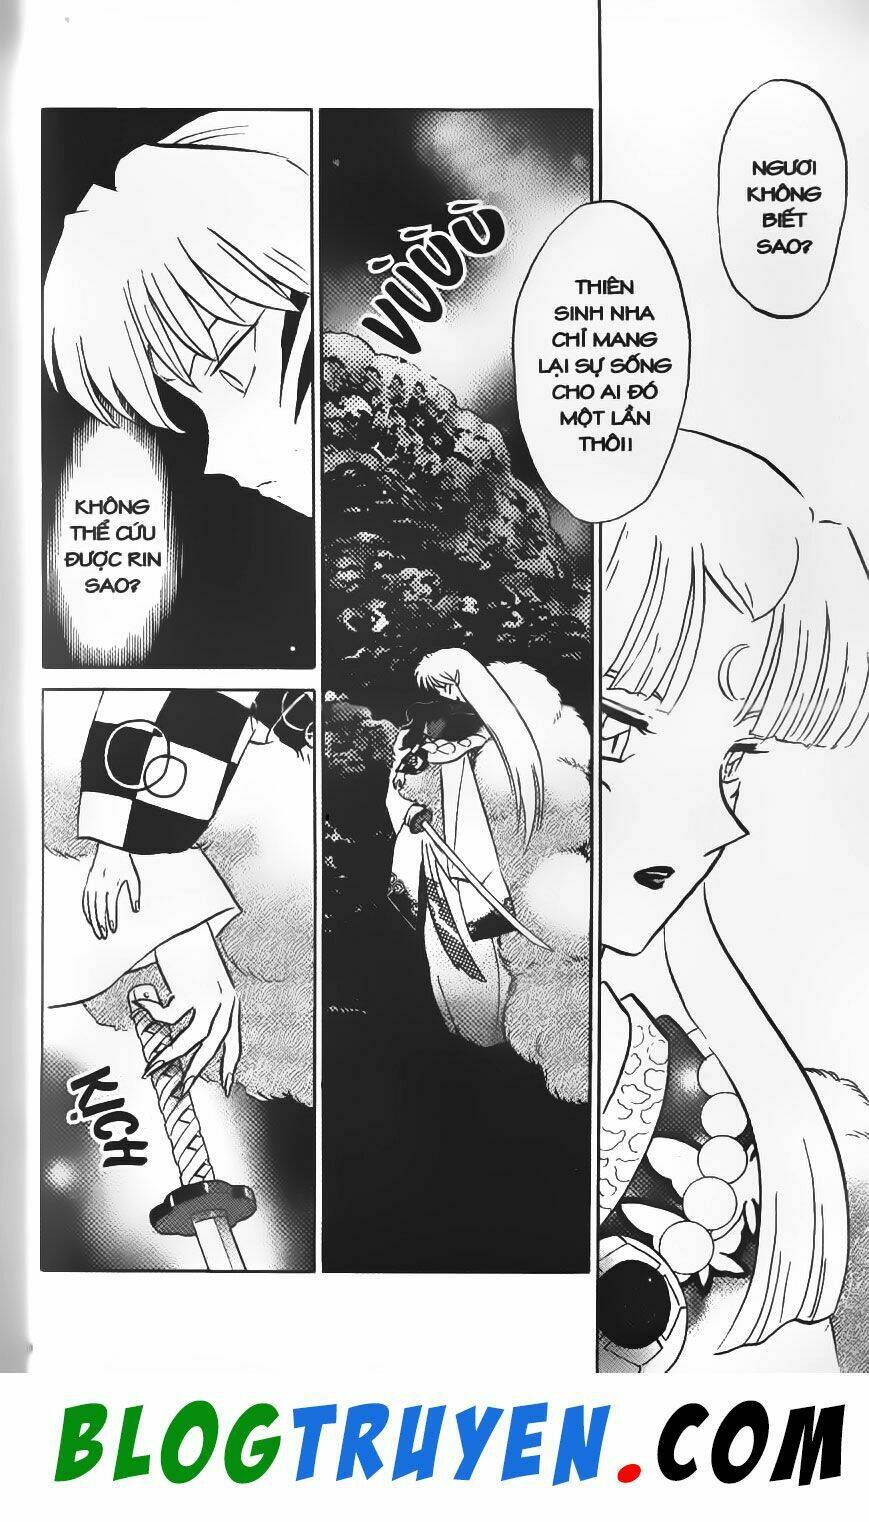 NGƯƠI
KHÔNG
BIẾT
SAO?
THIÊN
SINH NHA
CHỈ MANG
LẠI SỰ SỐNG
CHO AI ĐÓ
MỘT LẦN
THÔI!!
VÙÙÙ
KHÔNG
THỂ CỨU
ĐƯỢC RIN
SAO?
KỊCH
BLOGTRUYEN.COM